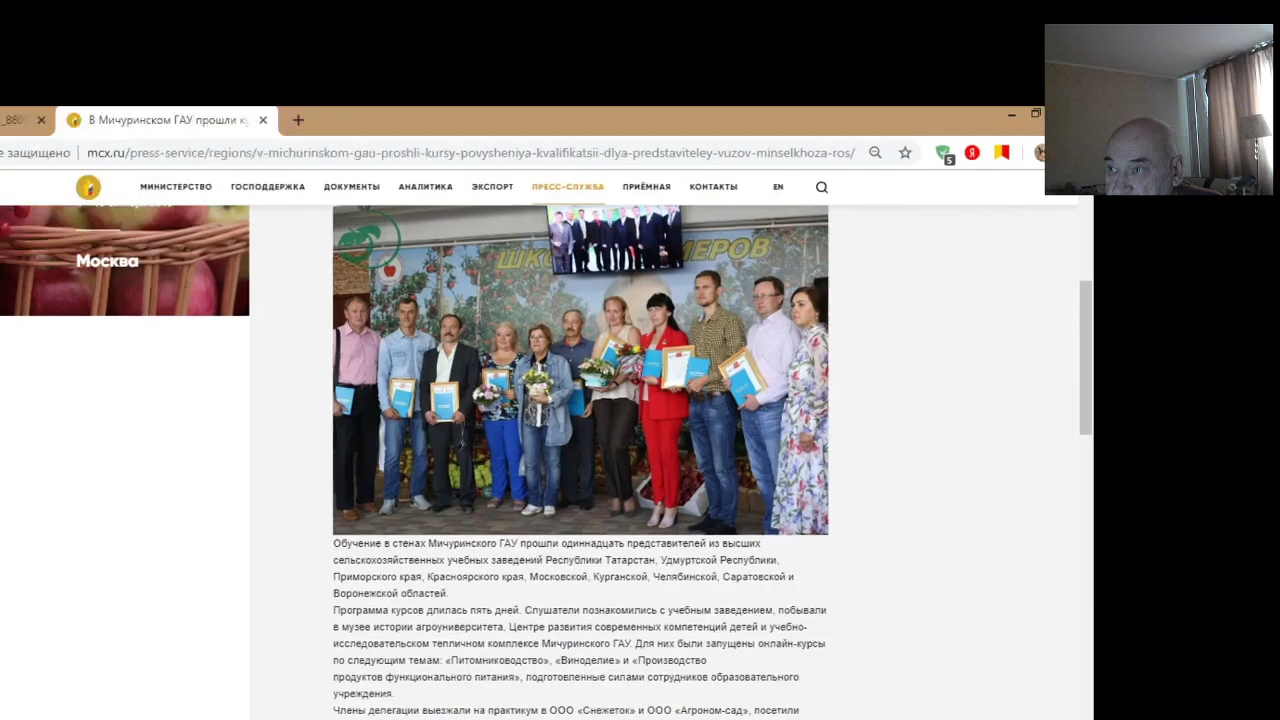 _880
В Мичуринском ГАУ прошли ку
е защищено
mcx.ru/press-service/regions/v-michurinskom-gau-proshli-kursy-povysheniya-kvalifikatsii-dlya-predstaviteley-vuzov-minselkhoza-ros/
5
Я
МИНИСТЕРСТВО ГОСПОДДЕРЖКА ДОКУМЕНТЫ АНАЛИТИКА ЭКСПОРТ ПРЕСС-СЛУЖБА ПРИЁМНАЯ КОНТАКТЫ EN
Москва
Обучение в стенах Мичуринского ГАУ прошли одиннадцать представителей из высших
сельскохозяйственных учебных заведений Республики Татарстан, Удмуртской Республики,
Приморского края, Красноярского края, Московской, Курганской, Челябинской, Саратовской и
Воронежской областей.
Программа курсов длилась пять дней. Слушатели познакомились с учебным заведением, побывали
в музее истории агроуниверситета, Центре развития современных компетенций детей и учебно-
исследовательском тепличном комплексе Мичуринского ГАУ. Для них были запущены онлайн-курсы
по следующим темам: «Питомниководство», «Виноделие» и «Производство
продуктов функционального питания», подготовленные силами сотрудников образовательного
учреждения.
Члены делегации выезжали на практикум в ООО «Снежеток» и ООО «Агроном-сад», посетили